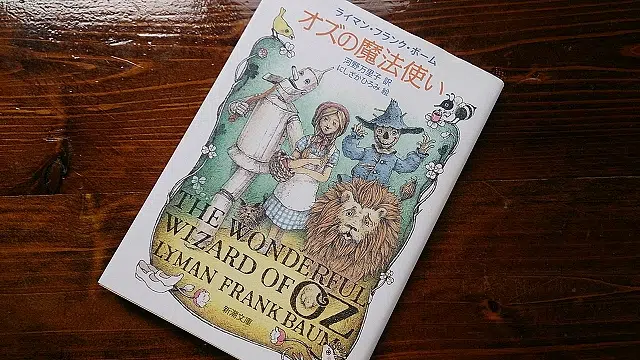 ライマン・フランク・ボーム
オズの魔法使い
河野万里子 訳
にしざかひろみ 絵
THE WONDERFUL
WIZARD OF OZ
LYMAN FRANK BAUM
新潮文庫